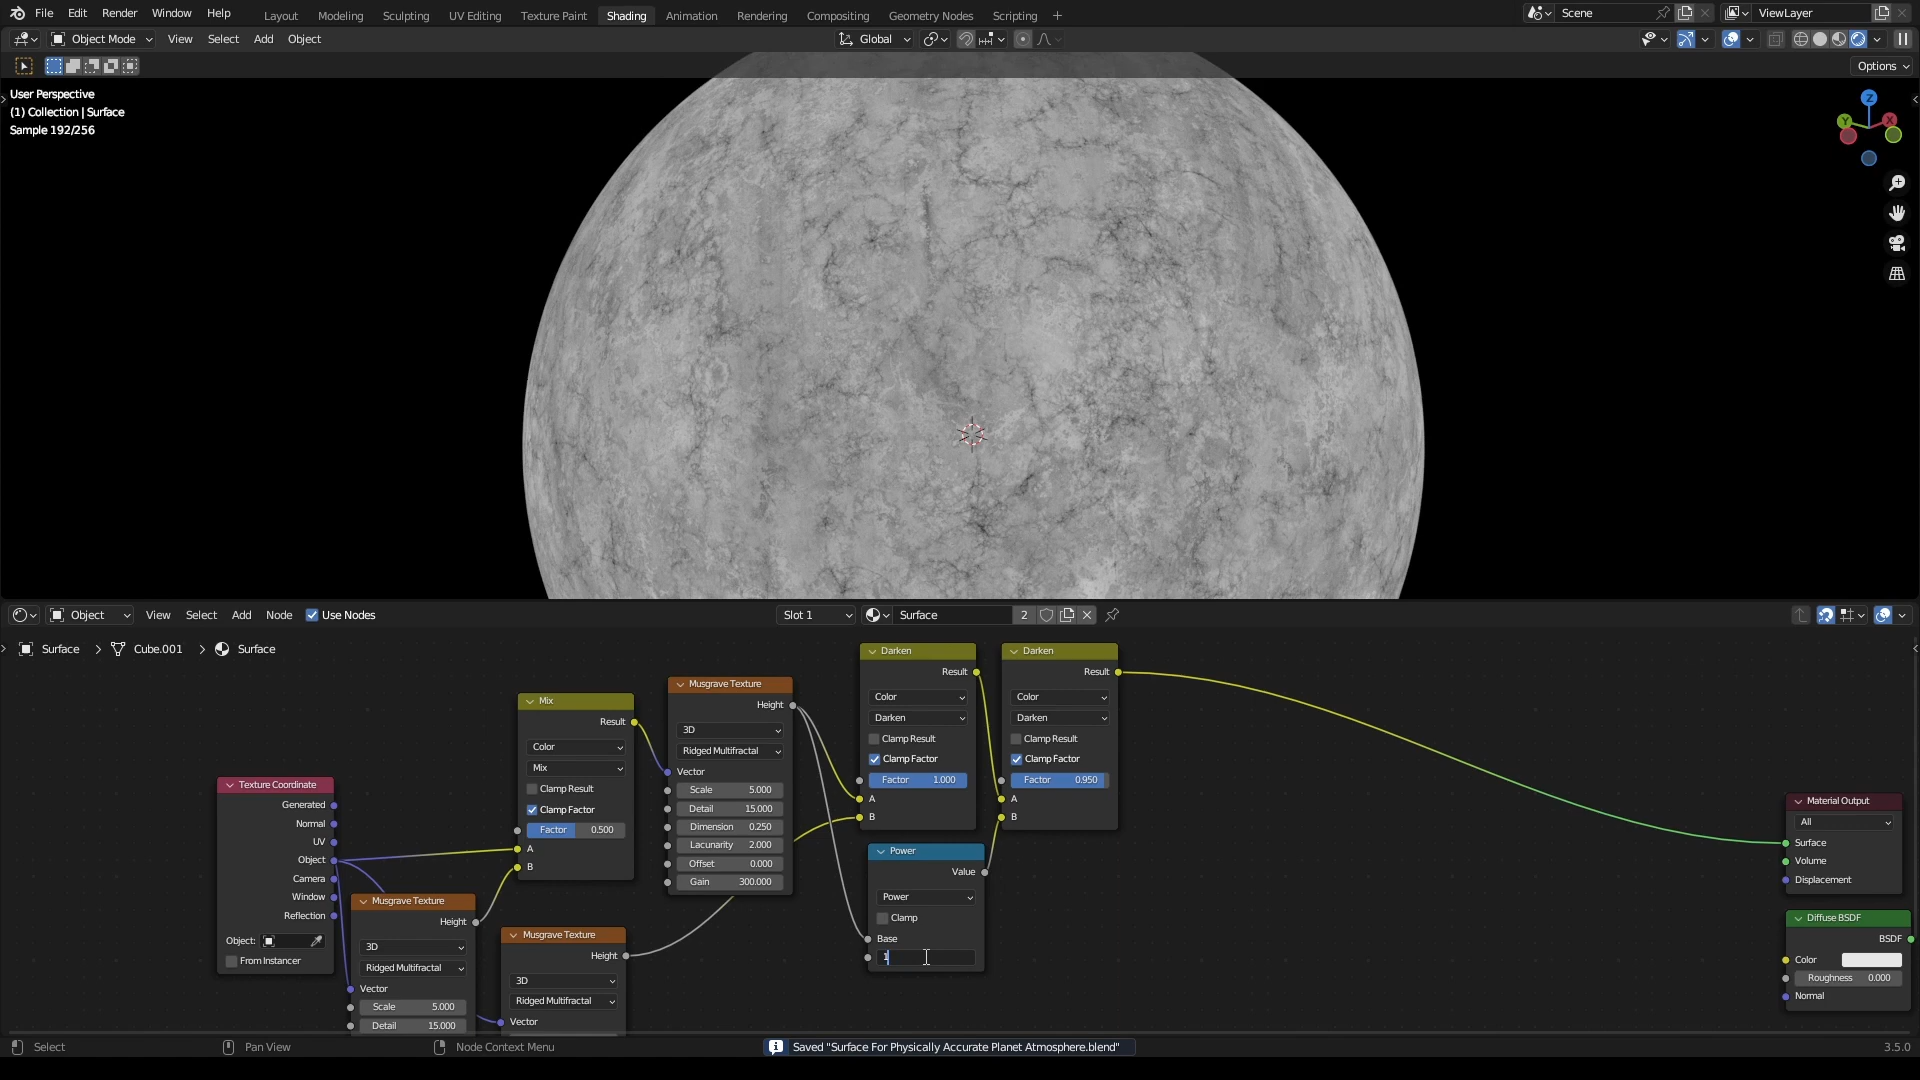 File Edit Render Window Help Layout Modeling Sculpting UV Editing Texture Paint Shading Animation Rendering Compositing Geometry Nodes Scripting + Scene ViewLayer
Object Mode View Select Add Object Global
Options
User Perspective
(1) Collection | Surface
Sample 192/256
Z
Y
X
Object View Select Add Node Use Nodes Slot 1 Surface 2
Surface > Cube.001 > Surface
Texture Coordinate
Generated
Normal
UV
Object
Camera
Window
Reflection
Object:
From Instancer
Musgrave Texture
Height
3D
Ridged Multifractal
Vector
Scale 5.000
Detail 15.000
Mix
Result
Color
Mix
Clamp Result
Clamp Factor
Factor 0.500
A
B
Musgrave Texture
Height
3D
Ridged Multifractal
Vector
Musgrave Texture
Height
3D
Ridged Multifractal
Vector
Scale 5.000
Detail 15.000
Dimension 0.250
Lacunarity 2.000
Offset 0.000
Gain 300.000
Darken
Result
Color
Darken
Clamp Result
Clamp Factor
Factor 1.000
A
B
Power
Value
Power
Clamp
Base
1
Darken
Result
Color
Darken
Clamp Result
Clamp Factor
Factor 0.950
A
B
Material Output
All
Surface
Volume
Displacement
Diffuse BSDF
BSDF
Color
Roughness 0.000
Normal
Select Pan View Node Context Menu Saved "Surface For Physically Accurate Planet Atmosphere.blend" 3.5.0